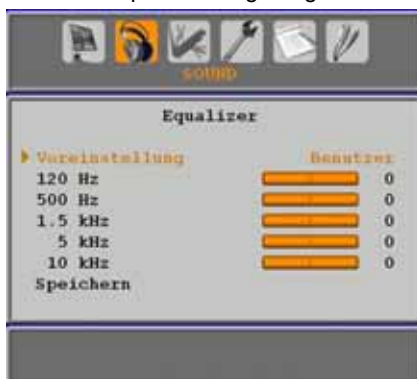 SOUND
Equalizer
Voreinstellung Benutzer
120 Hz 0
500 Hz 0
1.5 kHz 0
5 kHz 0
10 kHz 0
Speichern